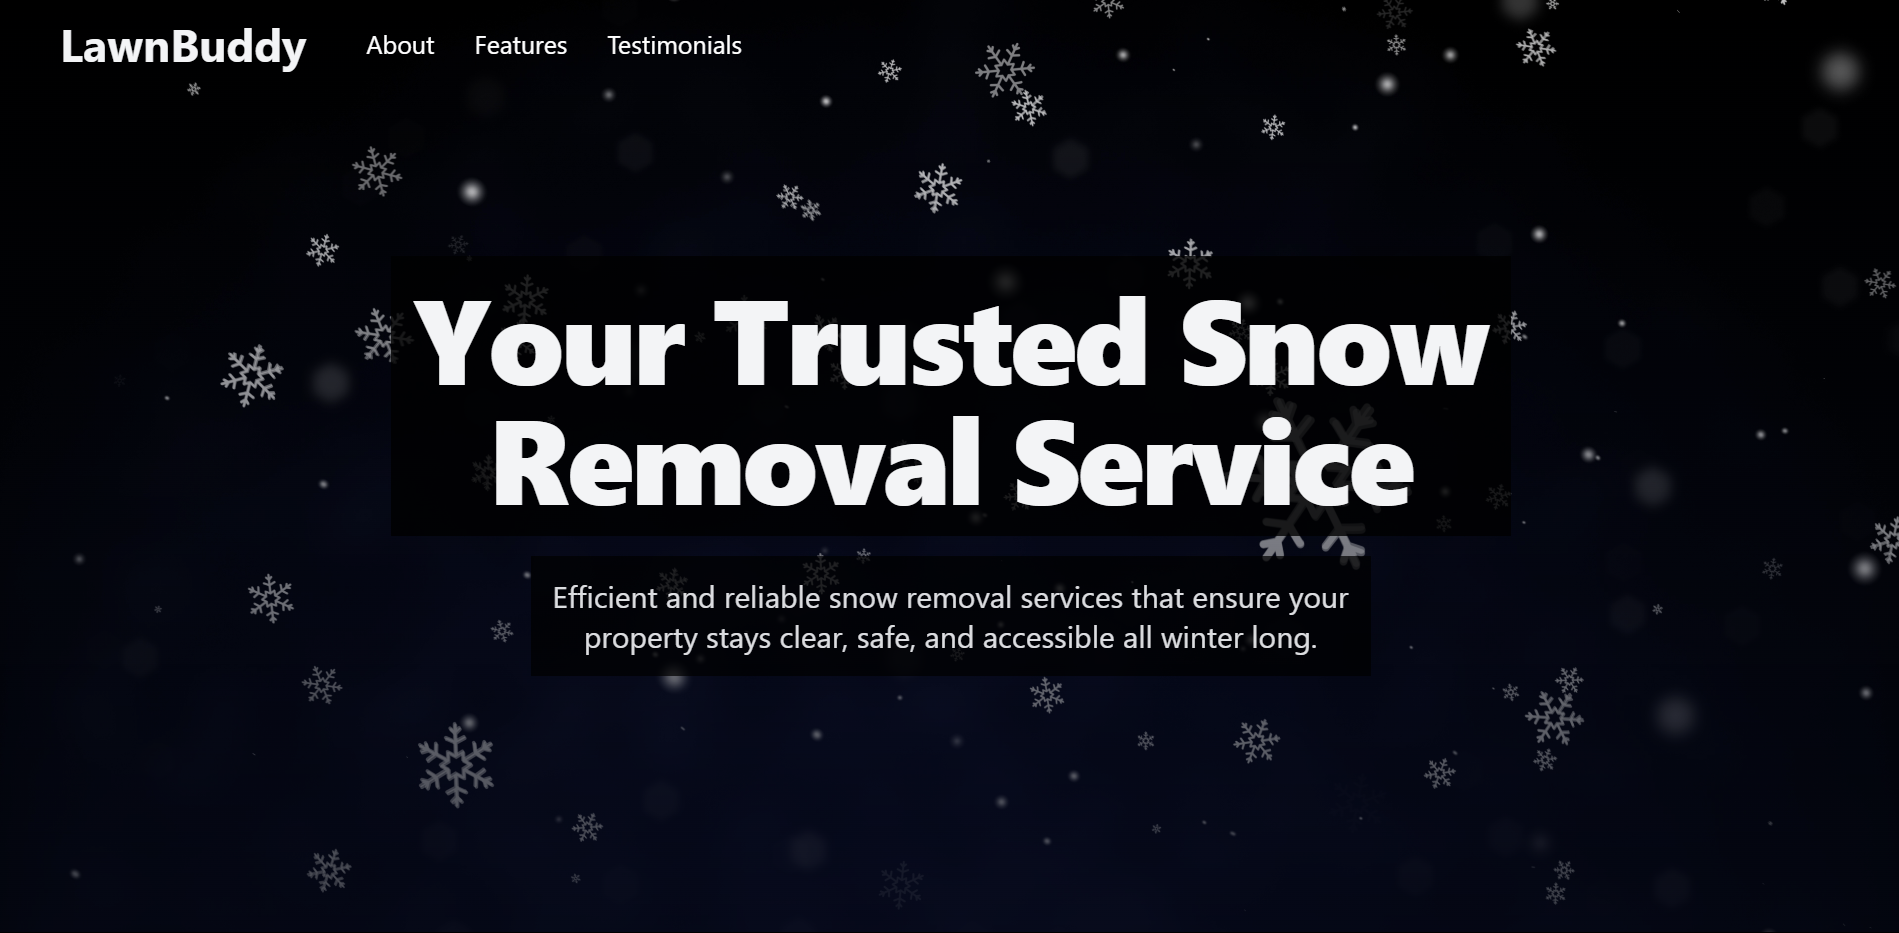 LawnBuddy About Features Testimonials
Your Trusted Snow
Removal Service
Efficient and reliable snow removal services that ensure your
property stays clear, safe, and accessible all winter long.